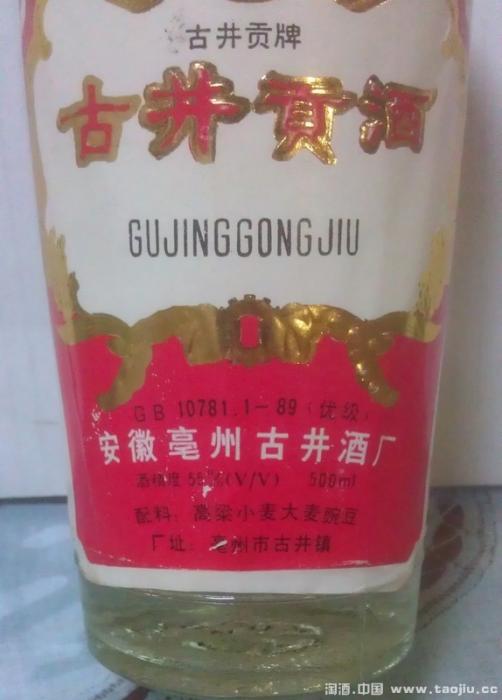 古井贡牌
古井贡酒
GUJINGGONGJIU
GB 10781.1-89(优级)
安徽亳州古井酒厂
酒精度 55%(V/V) 500ml
配料: 高粱小麦大麦豌豆
厂址: 亳州市古井镇
淘酒.中国 www.taojiu.cc